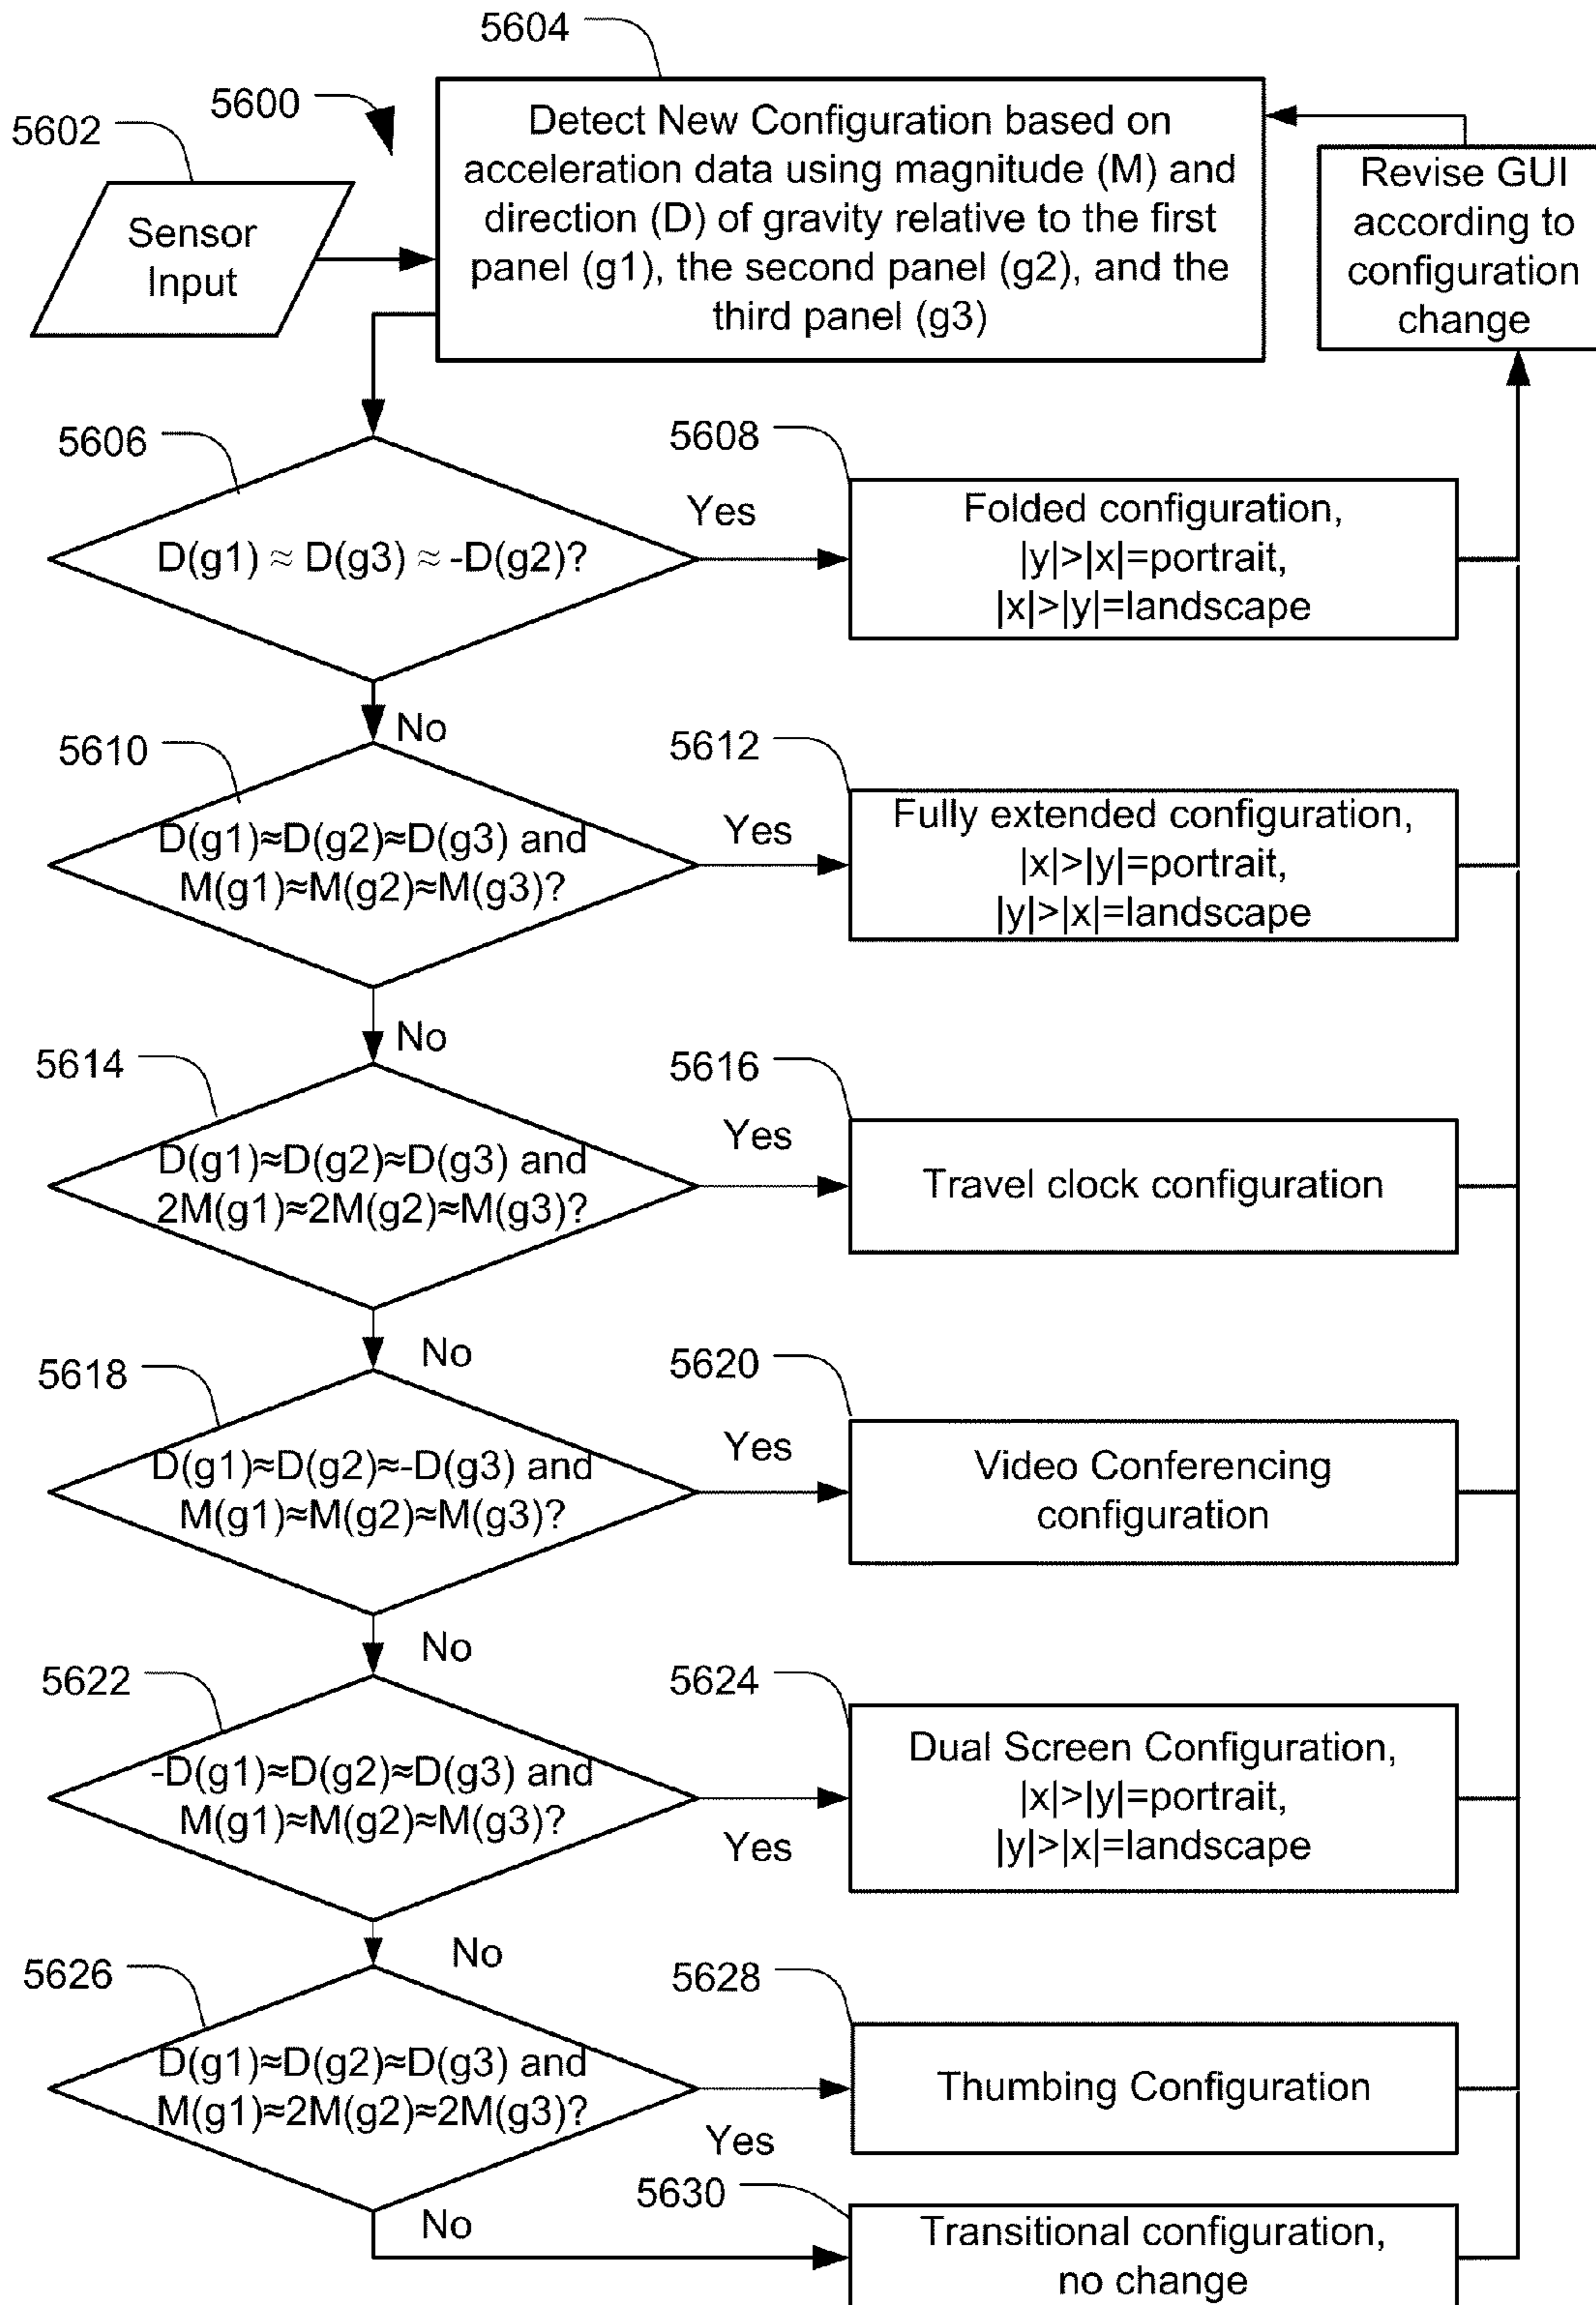 5604
5600
5602
Detect New Configuration based on
acceleration data using magnitude (M) and
direction (D) of gravity relative to the first
panel (g1), the second panel (g2), and the
third panel (g3)
Revise GUI
according to
configuration
change
Sensor
Input
5606
5608
D(g1) ≈ D(g3) ≈ -D(g2)?
Yes
Folded configuration,
|y|>|x|=portrait,
|x|>|y|=landscape
No
5610
5612
D(g1)≈D(g2)≈D(g3) and
M(g1)≈M(g2)≈M(g3)?
Yes
Fully extended configuration,
|x|>|y|=portrait,
|y|>|x|=landscape
No
5614
5616
D(g1)≈D(g2)≈D(g3) and
2M(g1)≈2M(g2)≈M(g3)?
Yes
Travel clock configuration
No
5618
5620
D(g1)≈D(g2)≈-D(g3) and
M(g1)≈M(g2)≈M(g3)?
Yes
Video Conferencing
configuration
No
5622
5624
-D(g1)≈D(g2)≈D(g3) and
M(g1)≈M(g2)≈M(g3)?
Yes
Dual Screen Configuration,
|x|>|y|=portrait,
|y|>|x|=landscape
No
5626
5628
D(g1)≈D(g2)≈D(g3) and
M(g1)≈2M(g2)≈2M(g3)?
Yes
Thumbing Configuration
No
5630
Transitional configuration,
no change